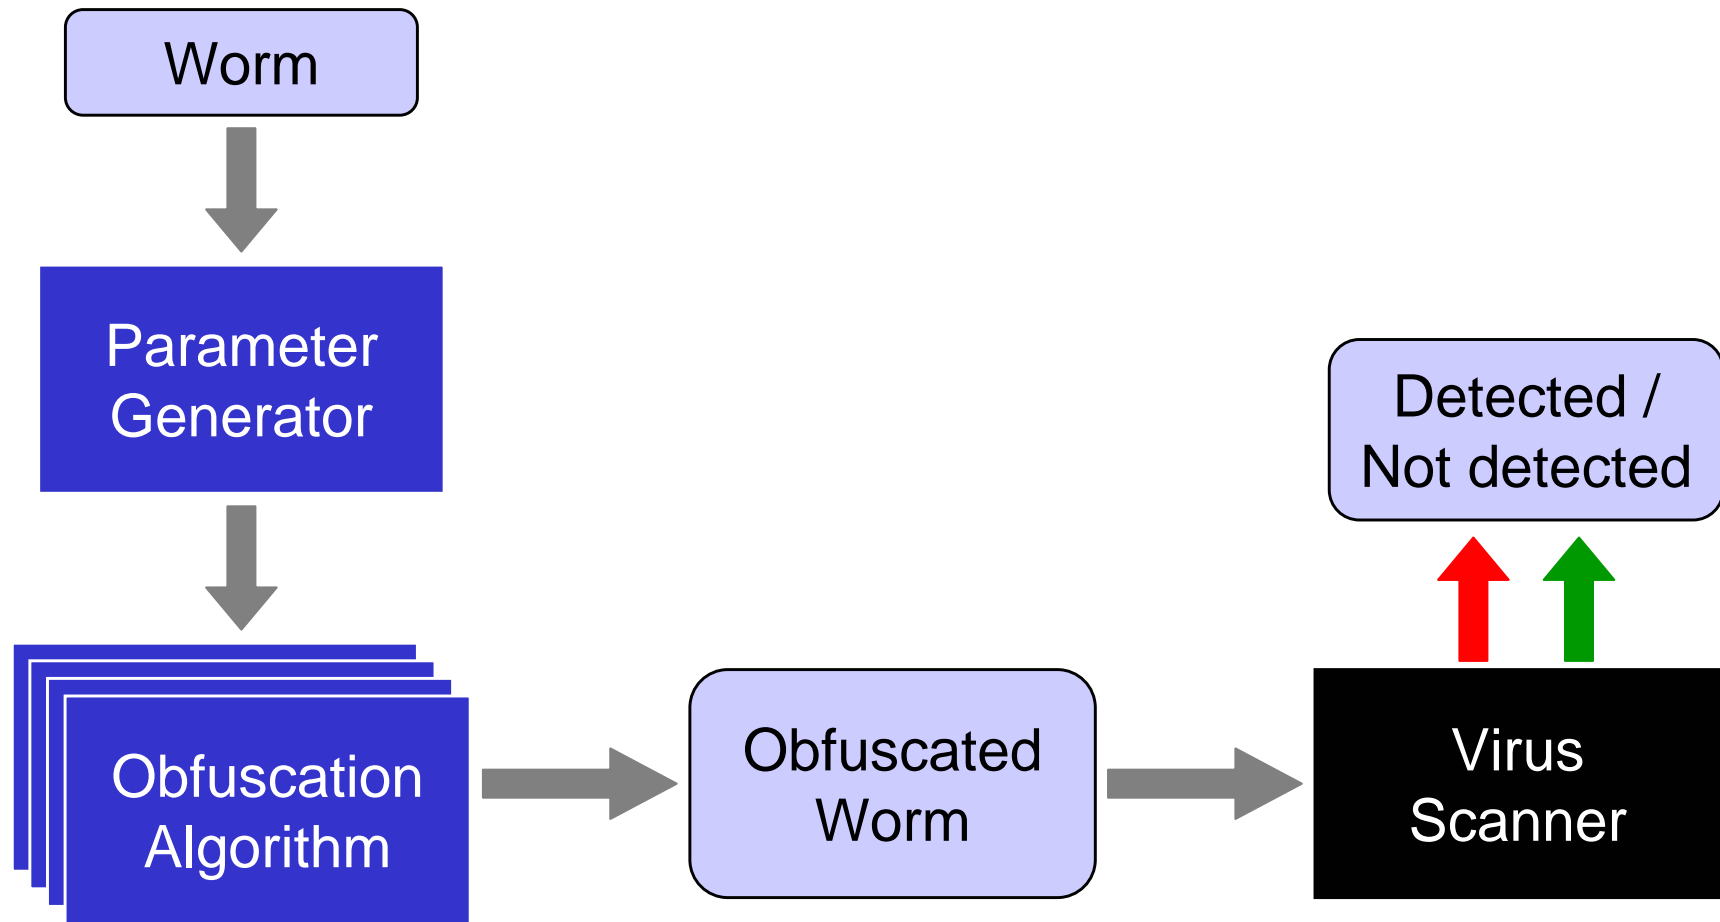 Worm
Parameter
Generator
Obfuscation
Algorithm
Obfuscated
Worm
Virus
Scanner
Detected /
Not detected